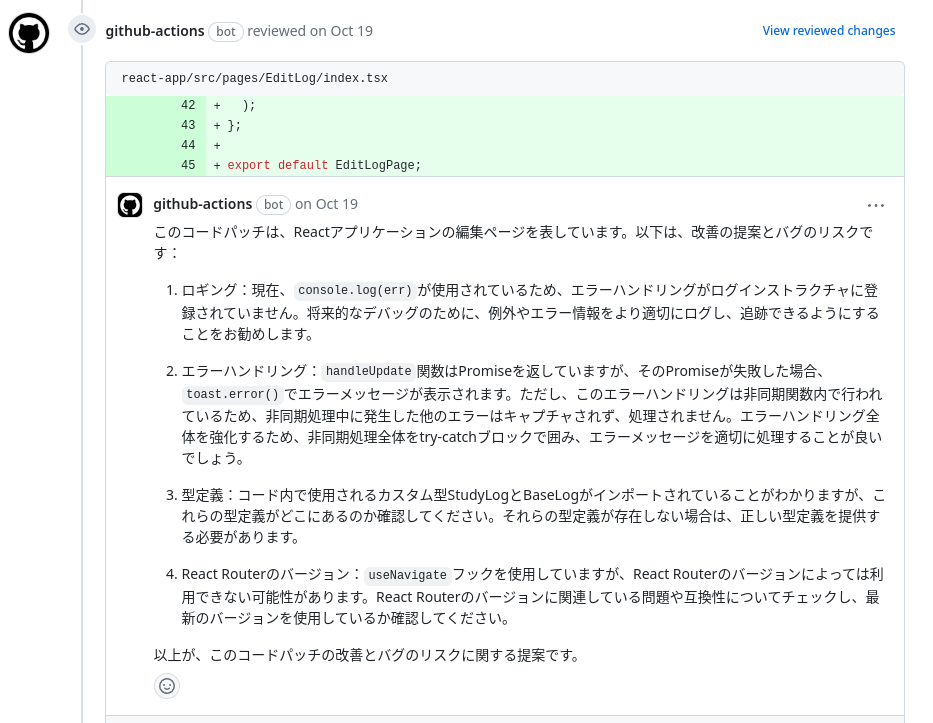 github-actions bot reviewed on Oct 19 View reviewed changes
react-app/src/pages/EditLog/index.tsx
42 + );
43 + };
44 +
45 + export default EditLogPage;
github-actions bot on Oct 19 ...
このコードパッチは、Reactアプリケーションの編集ページを表しています。以下は、改善の提案とバグのリスクで
す：
1. ロギング：現在、console.log(err)が使用されているため、エラーハンドリングがログインストラクチャに登
録されていません。将来的なデバッグのために、例外やエラー情報をより適切にログし、追跡できるようにする
ことをお勧めします。
2. エラーハンドリング：handleUpdate関数はPromiseを返していますが、そのPromiseが失敗した場合、
toast.error()でエラーメッセージが表示されます。ただし、このエラーハンドリングは非同期関数内で行われ
ているため、非同期処理中に発生した他のエラーはキャプチャされず、処理されません。エラーハンドリング全
体を強化するため、非同期処理全体をtry-catchブロックで囲み、エラーメッセージを適切に処理することが良い
でしょう。
3. 型定義：コード内で使用されるカスタム型StudyLogとBaseLogがインポートされていることがわかりますが、こ
れらの型定義がどこにあるのか確認してください。それらの型定義が存在しない場合は、正しい型定義を提供す
る必要があります。
4. React Routerのバージョン：useNavigateフックを使用していますが、React Routerのバージョンによっては利
用できない可能性があります。React Routerのバージョンに関連している問題や互換性についてチェックし、最
新のバージョンを使用しているか確認してください。
以上が、このコードパッチの改善とバグのリスクに関する提案です。